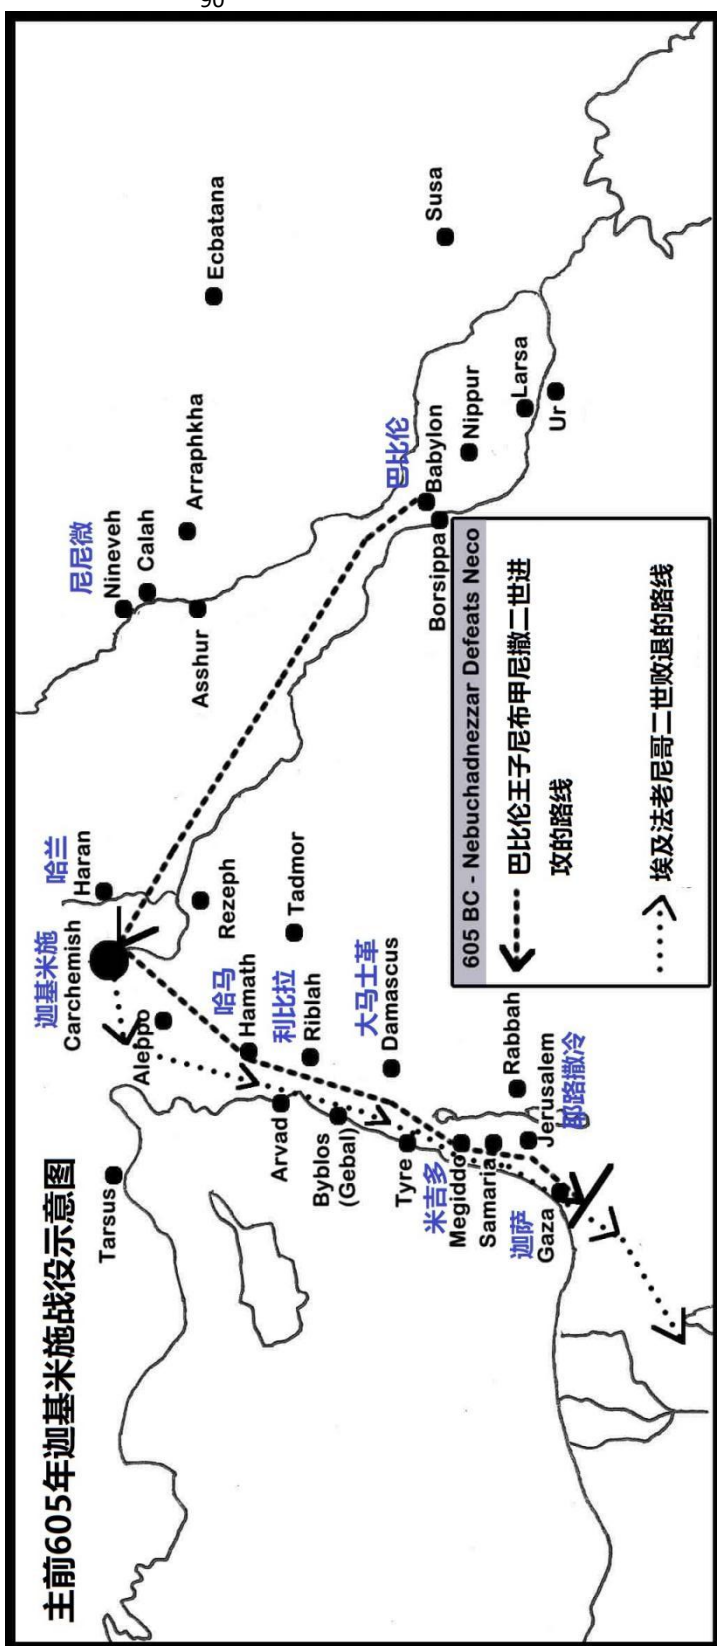 90
主前605年迦基米施战役示意图
Tarsus
迦基米施
Carchemish
哈兰
Haran
尼尼微
Nineveh
Calah
Arraphkha
Ecbatana
Asshur
Aleppo
Rezeph
哈马
Hamath
Tadmor
利比拉
Riblah
Arvad
Byblos
(Gebal)
大马士革
Damascus
Tyre
米吉多
Megiddo
Samaria
迦萨
Gaza
Rabbah
Jerusalem
耶路撒冷
巴比伦
Babylon
Borsippa
Nippur
Susa
Larsa
Ur
605 BC - Nebuchadnezzar Defeats Neco
巴比伦王子尼布甲尼撒二世进
攻的路线
埃及法老尼哥二世败退的路线